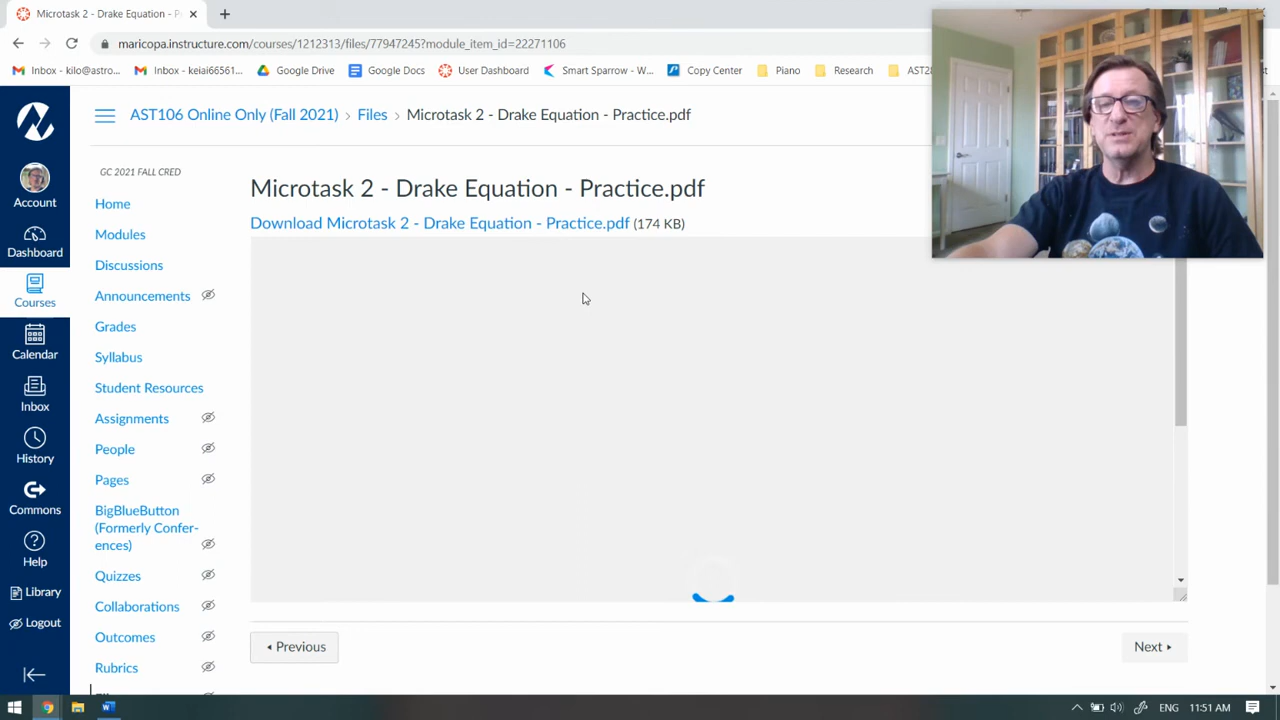 Microtask 2 - Drake Equation - P
maricopa.instructure.com/courses/1212313/files/77947245?module_item_id=22271106
Inbox - kilo@astro...
Inbox - keiai66561...
Google Drive
Google Docs
User Dashboard
Smart Sparrow - W...
Copy Center
Piano
Research
AST2
AST106 Online Only (Fall 2021) > Files > Microtask 2 - Drake Equation - Practice.pdf
GC 2021 FALL CRED
Account
Dashboard
Courses
Calendar
Inbox
History
Commons
Help
Library
Logout
Home
Modules
Discussions
Announcements
Grades
Syllabus
Student Resources
Assignments
People
Pages
BigBlueButton
(Formerly Confer-
ences)
Quizzes
Collaborations
Outcomes
Rubrics
Microtask 2 - Drake Equation - Practice.pdf
Download Microtask 2 - Drake Equation - Practice.pdf (174 KB)
Previous
Next
ENG
11:51 AM